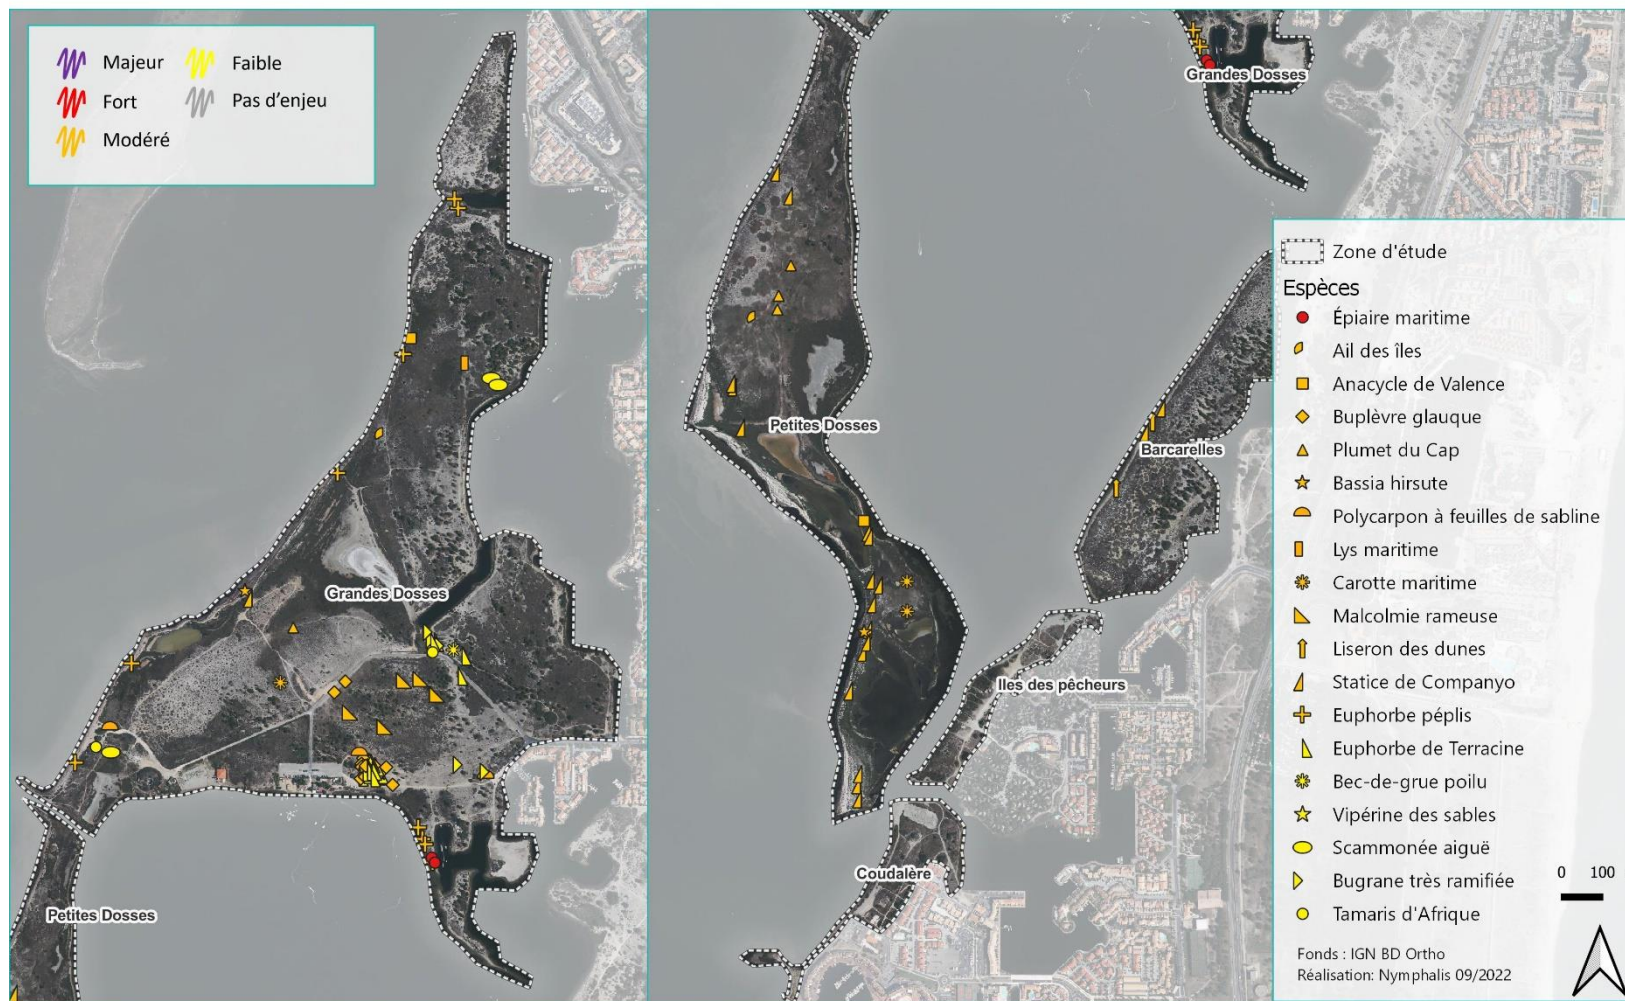 Majeur
Faible
Fort
Pas d'enjeu
Modéré
Grandes Dosses
Petites Dosses
Grandes Dosses
Petites Dosses
Barcarelles
Iles des pêcheurs
Coudalère
Zone d'étude
Espèces
Épiaire maritime
Ail des îles
Anacycle de Valence
Buplèvre glauque
Plumet du Cap
Bassia hirsute
Polycarpon à feuilles de sabline
Lys maritime
Carotte maritime
Malcolmie rameuse
Liseron des dunes
Statice de Companyo
Euphorbe péplis
Euphorbe de Terracine
Bec-de-grue poilu
Vipérine des sables
Scammonée aiguë
Bugrane très ramifiée
Tamaris d'Afrique
0 100
Fonds : IGN BD Ortho
Réalisation: Nymphalis 09/2022